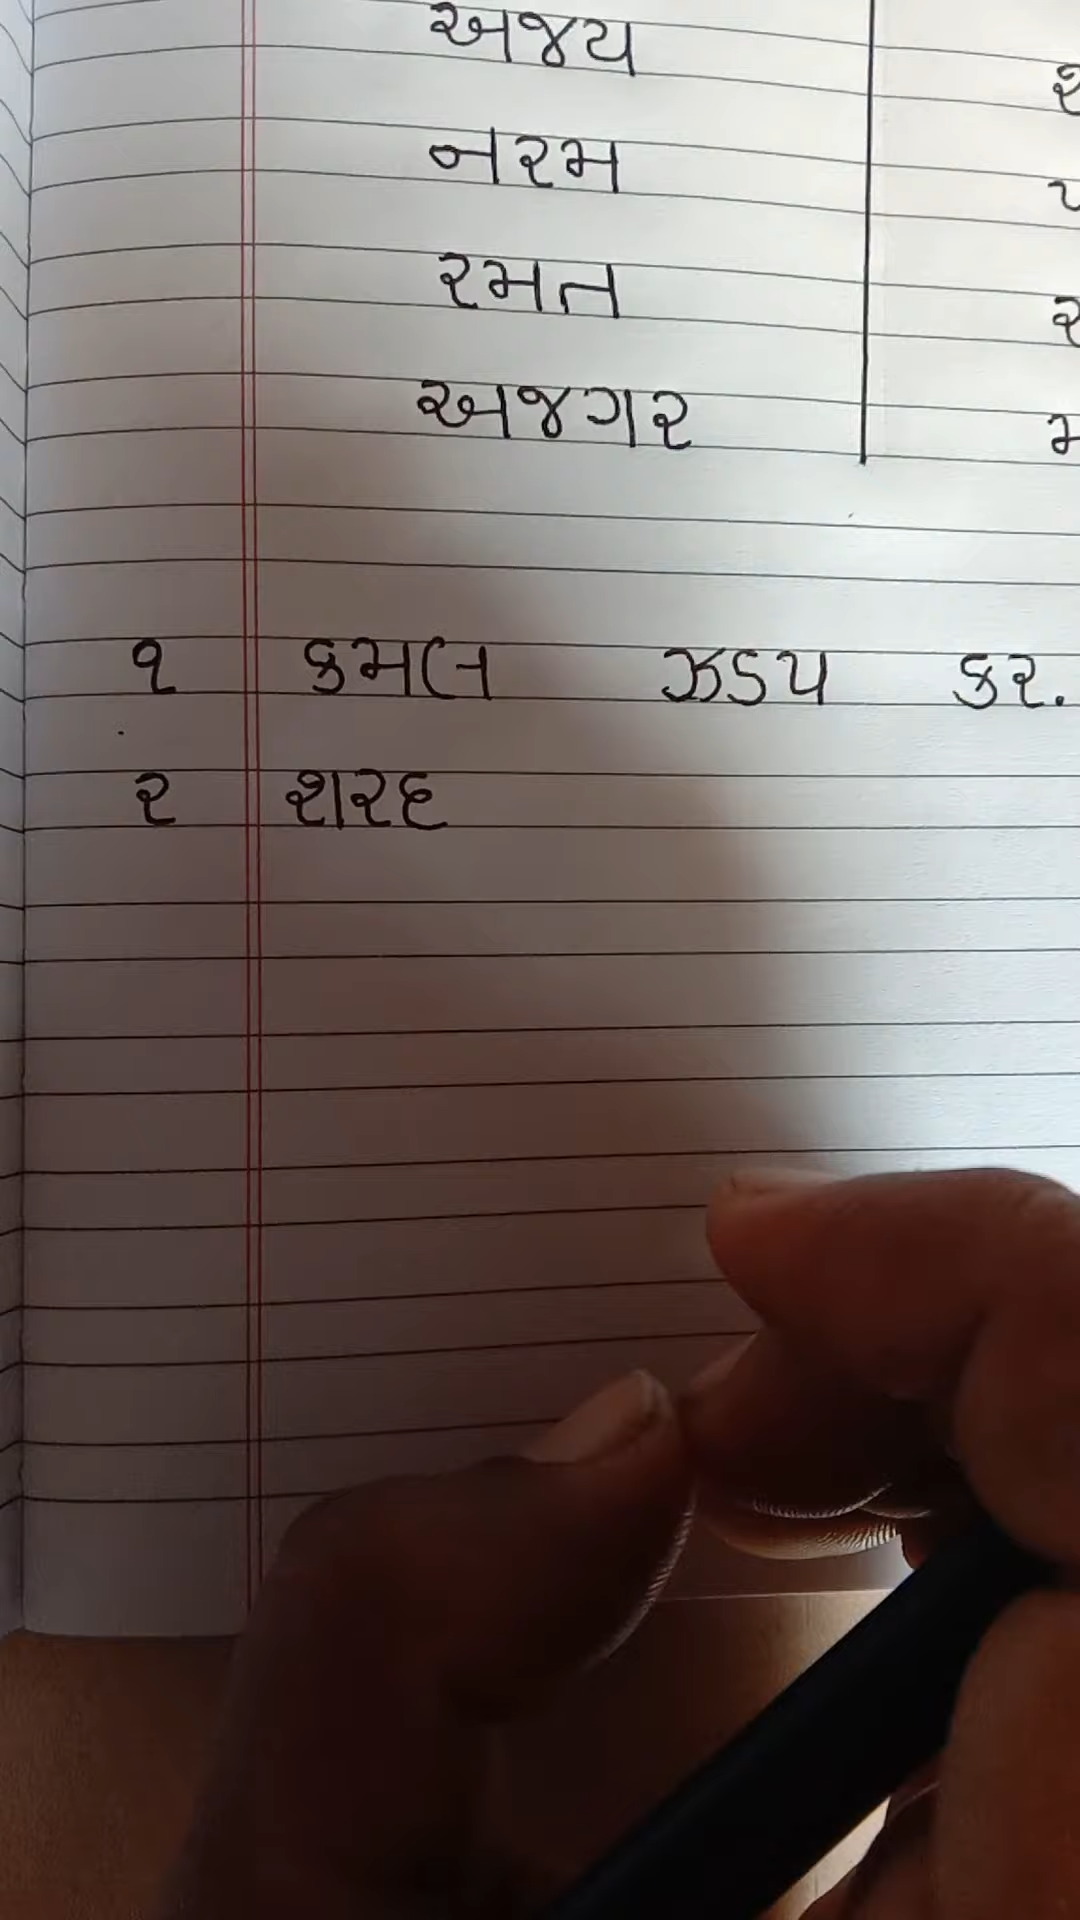 અજય
નરમ
રમત
અજગર
૧ કમલ ઝડપ કર.
૨ શરદ